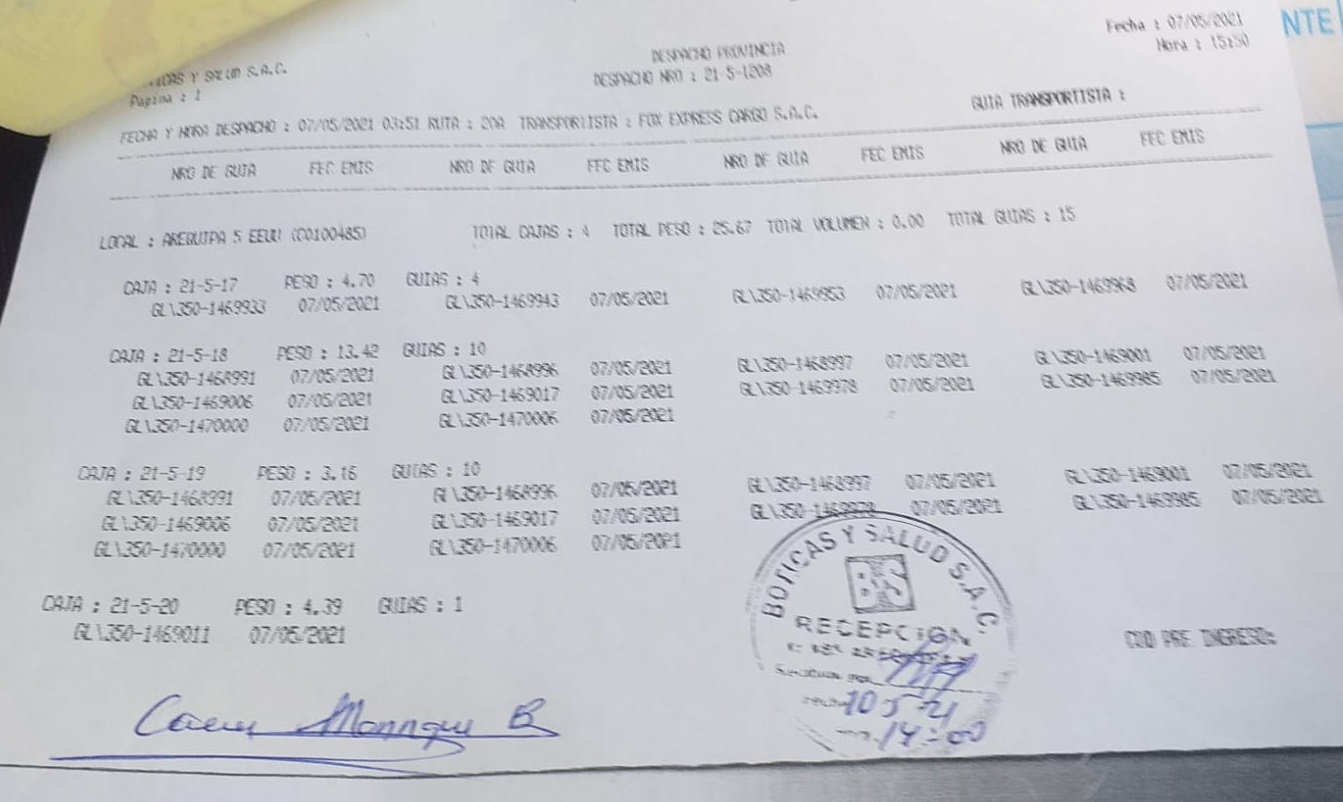 NTE
Fecha : 07/05/2021
Hora : 15:50
DESPACHO PROVINCIA
DESPACHO NRO : 21-5-1208
Y SALUD S.A.C.
Pagina : 1
GUIA TRANSPORTISTA :
FECHA Y HORA DESPACHO : 07/05/2021 03:51 RUTA : 20A TRANSPORTISTA : FOX EXPRESS CARGO S.A.C.
NRO DE GUIA FEC EMIS NRO DE GUIA FEC EMIS NRO DE GUIA FEC EMIS NRO DE GUIA FEC EMIS
LOCAL : AREQUIPA 5 EEUU (C0100485) TOTAL CAJAS : 4 TOTAL PESO : 25.67 TOTAL VOLUMEN : 0.00 TOTAL GUIAS : 15
CAJA : 21-5-17 PESO : 4.70 GUIAS : 4
GL\350-1469933 07/05/2021 GL\350-1469943 07/05/2021 GL\350-1469953 07/05/2021 GL\350-1469968 07/05/2021
CAJA : 21-5-18 PESO : 13.42 GUIAS : 10
GL\350-1468991 07/05/2021 GL\350-1468996 07/05/2021 GL\350-1468997 07/05/2021 GL\350-1469001 07/05/2021
GL\350-1469006 07/05/2021 GL\350-1469017 07/05/2021 GL\350-1469978 07/05/2021 GL\350-1469985 07/05/2021
GL\350-1470000 07/05/2021 GL\350-1470006 07/05/2021
CAJA : 21-5-19 PESO : 3.16 GUIAS : 10
GL\350-1468991 07/05/2021 GL\350-1468996 07/05/2021 GL\350-1468997 07/05/2021 GL\350-1469001 07/05/2021
GL\350-1469006 07/05/2021 GL\350-1469017 07/05/2021 GL\350-1469978 07/05/2021 GL\350-1469985 07/05/2021
GL\350-1470000 07/05/2021 GL\350-1470006 07/05/2021
CAJA : 21-5-20 PESO : 4.39 GUIAS : 1
GL\350-1469011 07/05/2021
BOTICAS Y SALUD S.A.C.
BS
RECEPCION
10 5 21
14:00
CUD PRE INGRESO: